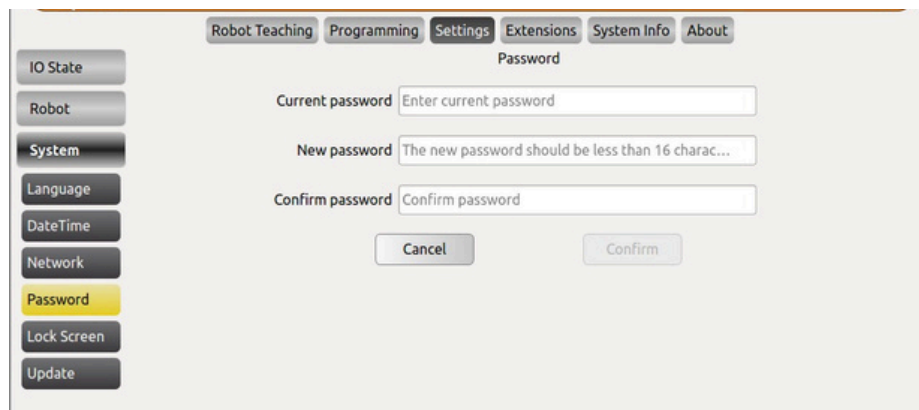 Robot Teaching Programming Settings Extensions System Info About
Password
IO State
Robot
System
Language
DateTime
Network
Password
Lock Screen
Update
Current password Enter current password
New password The new password should be less than 16 charac...
Confirm password Confirm password
Cancel Confirm